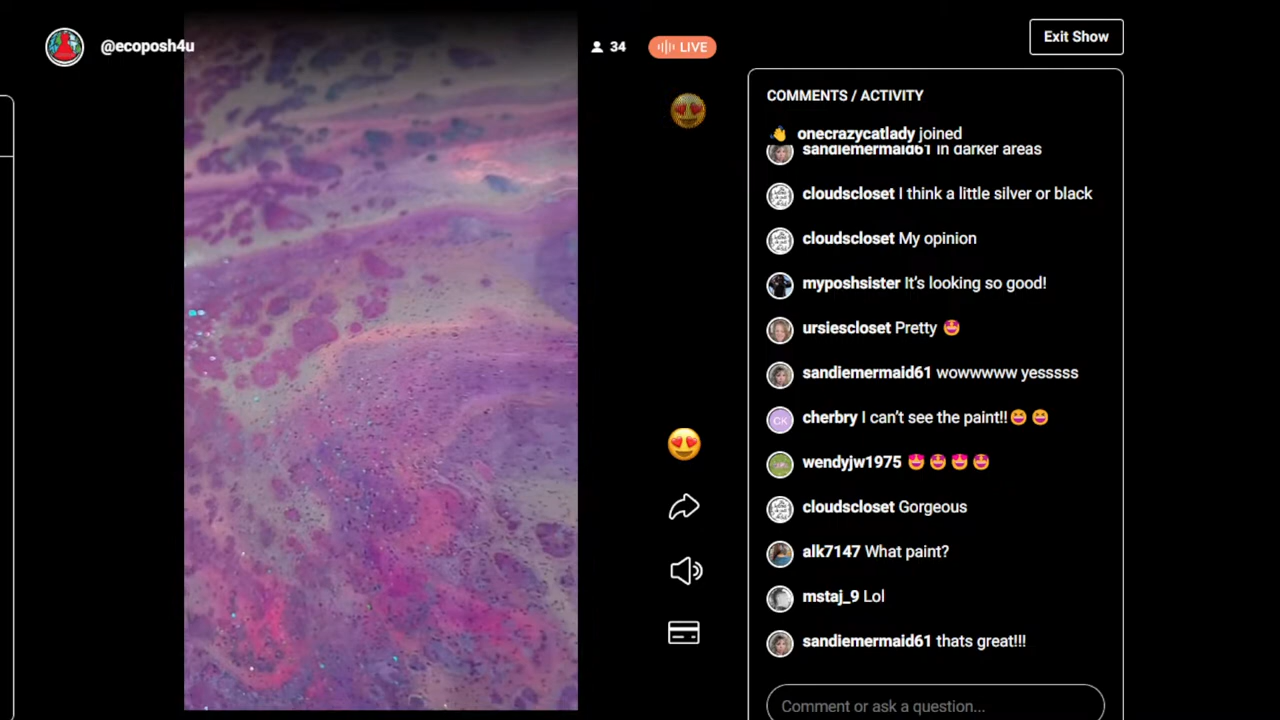 @ecoposh4u
34
LIVE
Exit Show
COMMENTS / ACTIVITY
onecrazycatlady joined
sandiemermaid61 in darker areas
cloudscloset I think a little silver or black
cloudscloset My opinion
myposhsister It's looking so good!
ursiescloset Pretty 🤩
sandiemermaid61 wowwwww yesssss
CK
cherbry I can't see the paint!!😝😝
wendyjw1975 🤩🤩🤩🤩
cloudscloset Gorgeous
alk7147 What paint?
mstaj_9 Lol
sandiemermaid61 thats great!!!
Comment or ask a question...